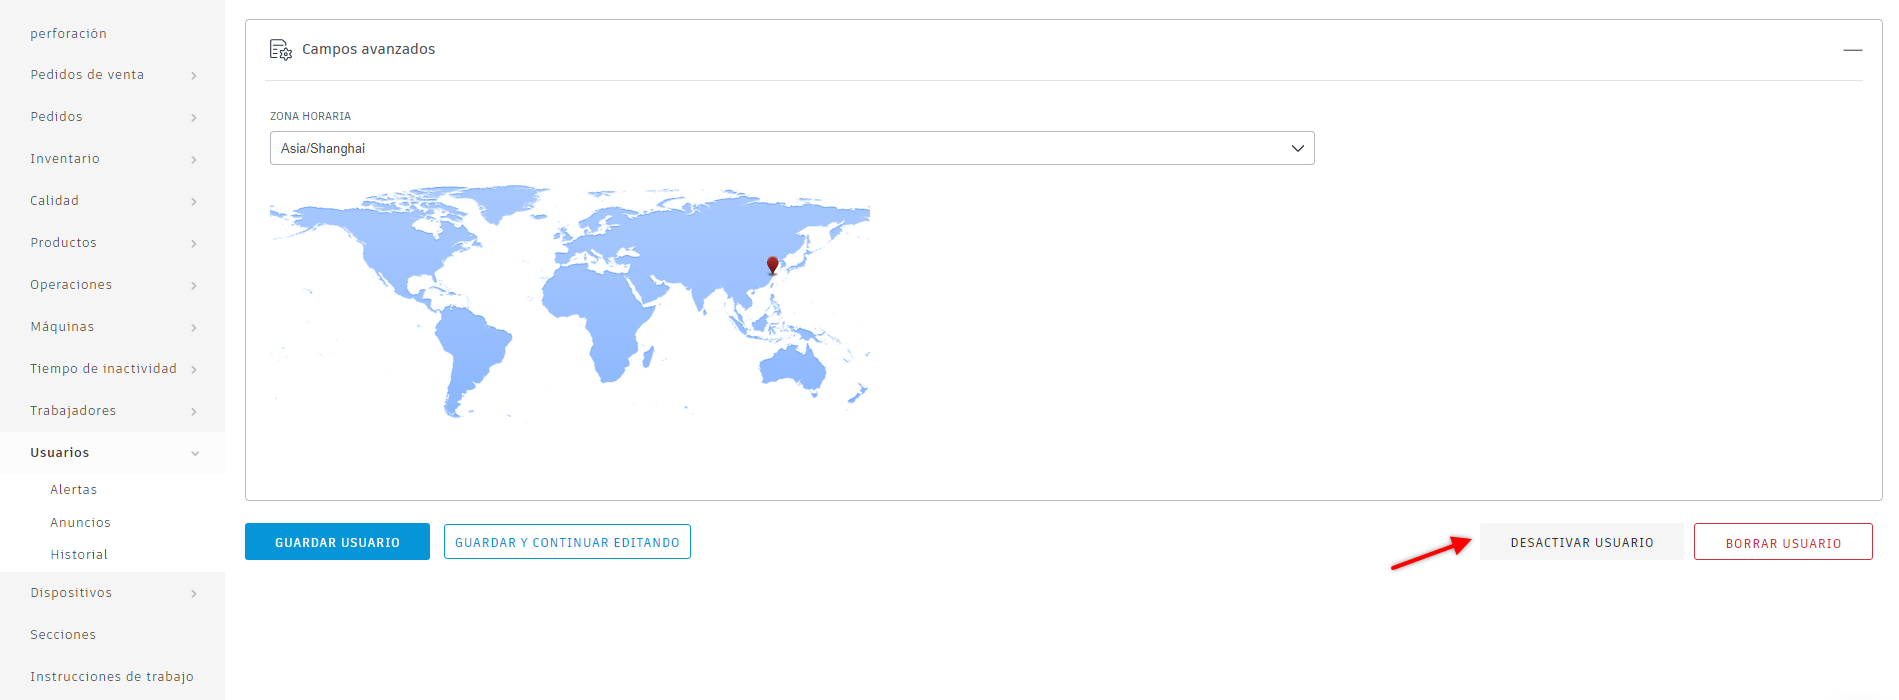 perforación
Pedidos de venta
Pedidos
Inventario
Calidad
Productos
Operaciones
Máquinas
Tiempo de inactividad
Trabajadores
Usuarios
Alertas
Anuncios
Historial
Dispositivos
Secciones
Instrucciones de trabajo
Campos avanzados
ZONA HORARIA
Asia/Shanghai
GUARDAR USUARIO
GUARDAR Y CONTINUAR EDITANDO
DESACTIVAR USUARIO
BORRAR USUARIO